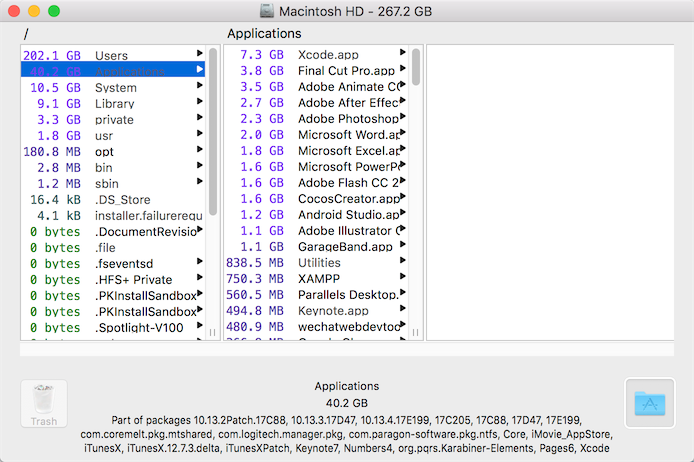 Macintosh HD - 267.2 GB
/
Applications
202.1 GB Users
40.2 GB Applications
10.5 GB System
9.1 GB Library
3.3 GB private
1.8 GB usr
180.8 MB opt
2.8 MB bin
1.2 MB sbin
16.4 kB .DS_Store
4.1 kB installer.failurerequ
0 bytes .DocumentRevisio
0 bytes .file
0 bytes .fseventsd
0 bytes .HFS+ Private
0 bytes .PKInstallSandbox
0 bytes .PKInstallSandbox
0 bytes .Spotlight-V100
7.3 GB Xcode.app
3.8 GB Final Cut Pro.app
3.5 GB Adobe Animate CC
2.7 GB Adobe After Effec
2.3 GB Adobe Photoshop
2.0 GB Microsoft Word.ap
1.8 GB Microsoft Excel.ap
1.6 GB Microsoft PowerP
1.6 GB Adobe Flash CC 2
1.6 GB CocosCreator.app
1.2 GB Android Studio.ap
1.1 GB Adobe Illustrator C
1.1 GB GarageBand.app
838.5 MB Utilities
750.3 MB XAMPP
560.5 MB Parallels Desktop.
494.8 MB Keynote.app
480.9 MB wechatwebdevtoo
Trash
Applications
40.2 GB
Part of packages 10.13.2Patch.17C88, 10.13.3.17D47, 10.13.4.17E199, 17C205, 17C88, 17D47, 17E199,
com.coremelt.pkg.mtshared, com.logitech.manager.pkg, com.paragon-software.pkg.ntfs, Core, iMovie_AppStore,
iTunesX, iTunesX.12.7.3.delta, iTunesXPatch, Keynote7, Numbers4, org.pqrs.Karabiner-Elements, Pages6, Xcode